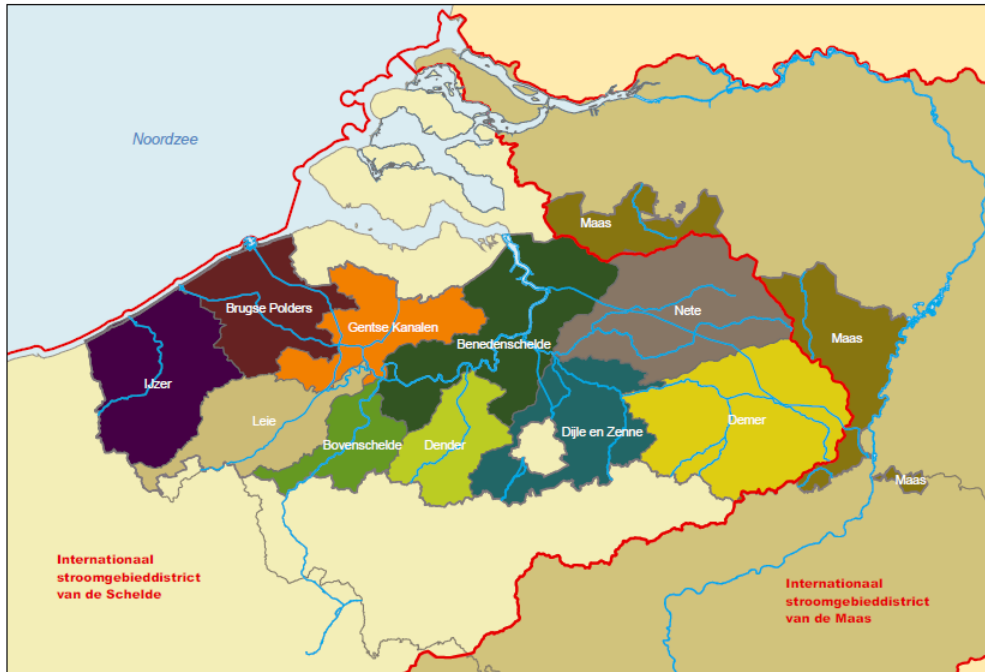 Noordzee
Maas
Brugse Polders
Nete
Gentse Kanalen
Benedenschelde
Maas
IJzer
Leie
Bovenschelde
Dender
Dijle en Zenne
Demer
Maas
Internationaal
stroomgebieddistrict
van de Schelde
Internationaal
stroomgebieddistrict
van de Maas